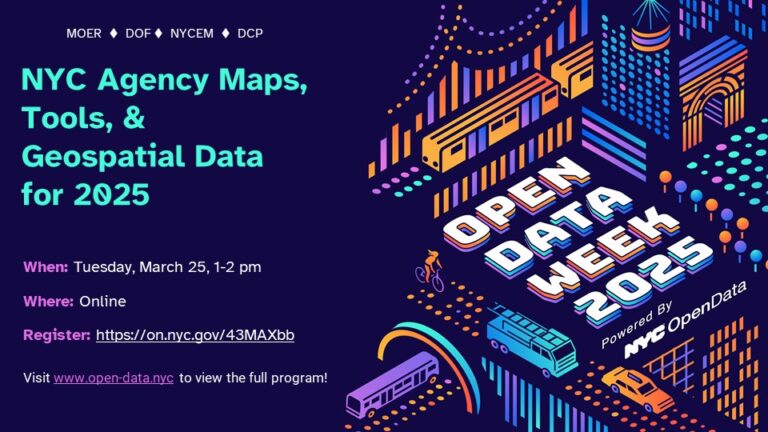 MOER ♦ DOF ♦ NYCEM ♦ DCP
NYC Agency Maps,
Tools, &
Geospatial Data
for 2025
When: Tuesday, March 25, 1-2 pm
Where: Online
Register: https://on.nyc.gov/43MAXbb
Visit www.open-data.nyc to view the full program!
OPEN
DATA
WEEK
2025
Powered By
NYC OpenData